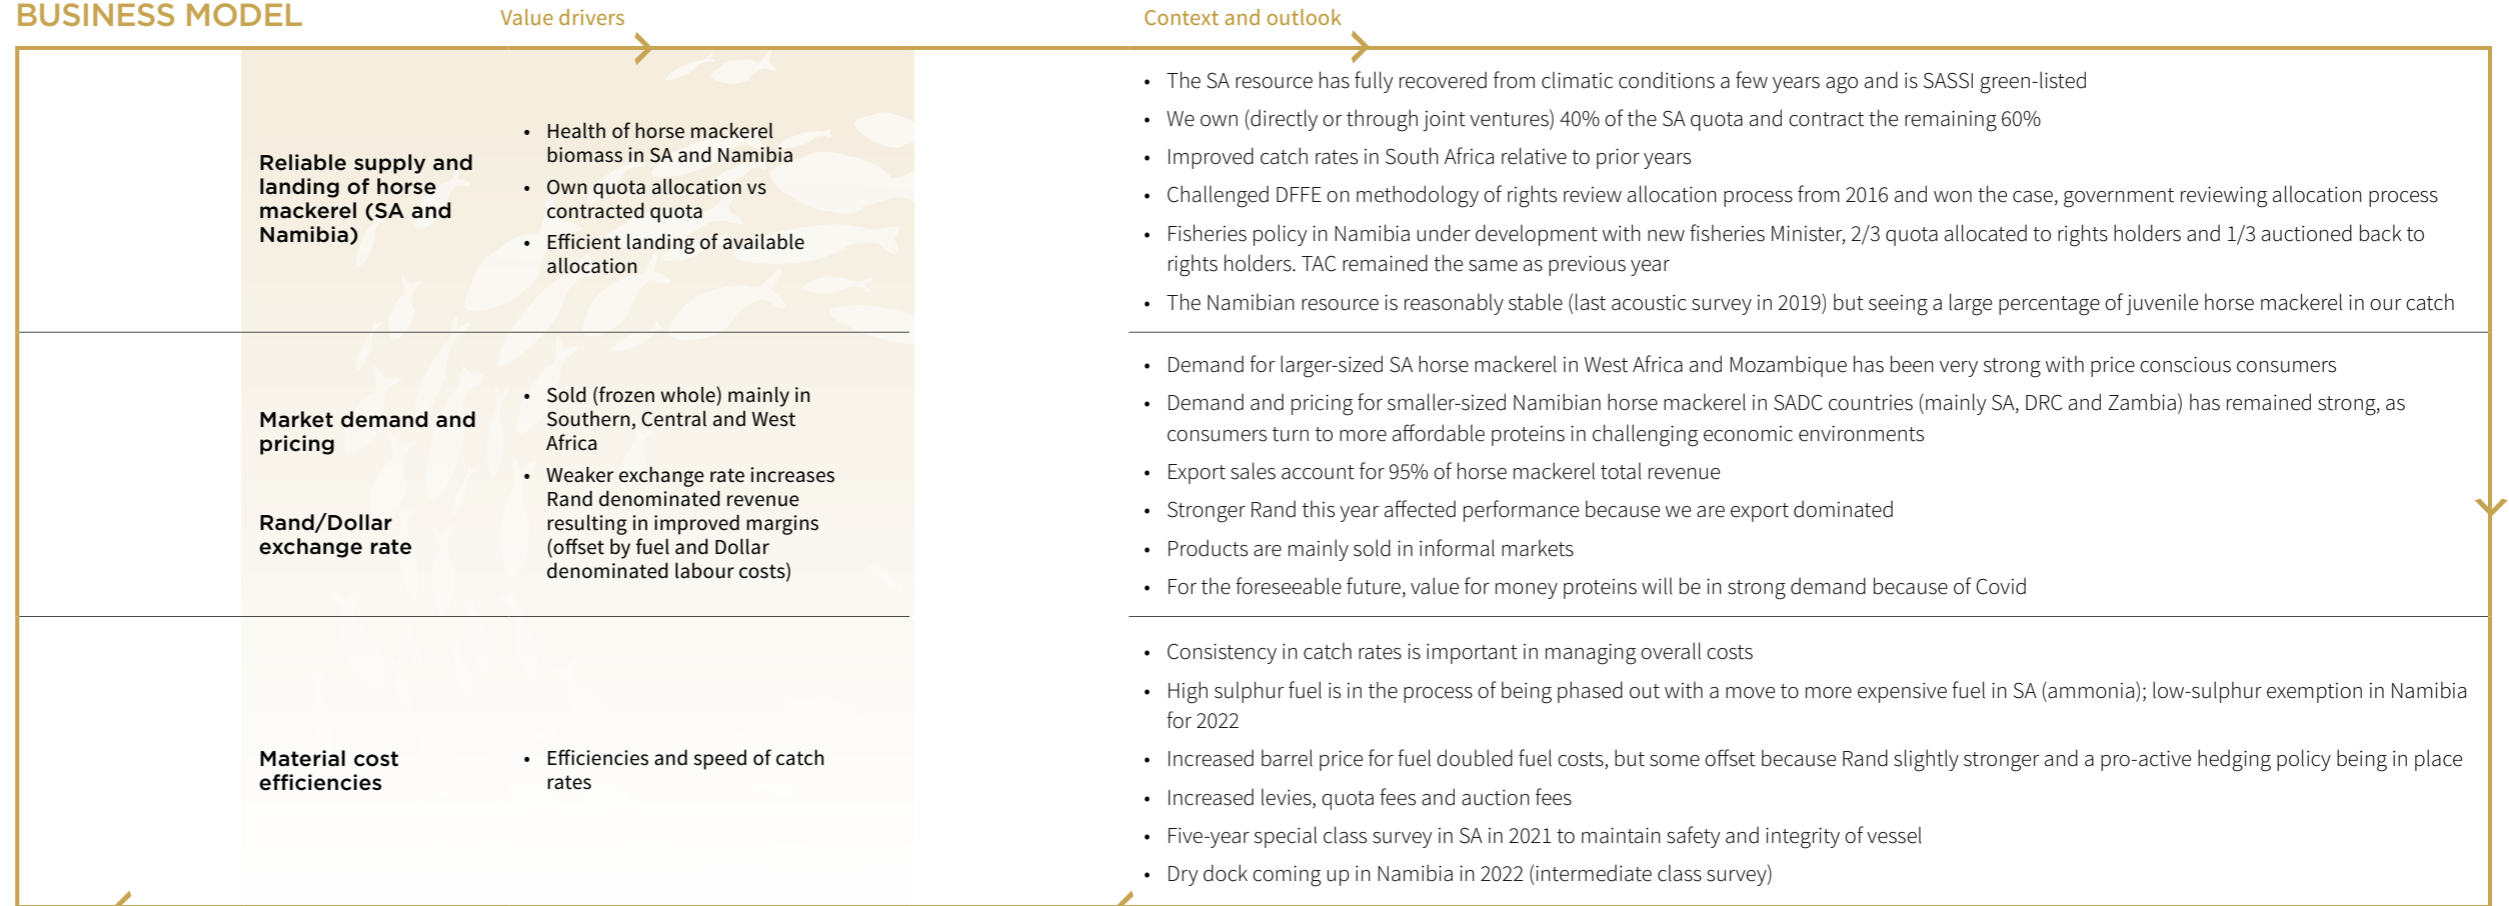 BUSINESS MODEL
Value drivers
Context and outlook
Reliable supply and
landing of horse
mackerel (SA and
Namibia)
• Health of horse mackerel
biomass in SA and Namibia
• Own quota allocation vs
contracted quota
• Efficient landing of available
allocation
• The SA resource has fully recovered from climatic conditions a few years ago and is SASSI green-listed
• We own (directly or through joint ventures) 40% of the SA quota and contract the remaining 60%
• Improved catch rates in South Africa relative to prior years
• Challenged DFFE on methodology of rights review allocation process from 2016 and won the case, government reviewing allocation process
• Fisheries policy in Namibia under development with new fisheries Minister, 2/3 quota allocated to rights holders and 1/3 auctioned back to
rights holders. TAC remained the same as previous year
• The Namibian resource is reasonably stable (last acoustic survey in 2019) but seeing a large percentage of juvenile horse mackerel in our catch
Market demand and
pricing
Rand/Dollar
exchange rate
• Sold (frozen whole) mainly in
Southern, Central and West
Africa
• Weaker exchange rate increases
Rand denominated revenue
resulting in improved margins
(offset by fuel and Dollar
denominated labour costs)
• Demand for larger-sized SA horse mackerel in West Africa and Mozambique has been very strong with price conscious consumers
• Demand and pricing for smaller-sized Namibian horse mackerel in SADC countries (mainly SA, DRC and Zambia) has remained strong, as
consumers turn to more affordable proteins in challenging economic environments
• Export sales account for 95% of horse mackerel total revenue
• Stronger Rand this year affected performance because we are export dominated
• Products are mainly sold in informal markets
• For the foreseeable future, value for money proteins will be in strong demand because of Covid
Material cost
efficiencies
• Efficiencies and speed of catch
rates
• Consistency in catch rates is important in managing overall costs
• High sulphur fuel is in the process of being phased out with a move to more expensive fuel in SA (ammonia); low-sulphur exemption in Namibia
for 2022
• Increased barrel price for fuel doubled fuel costs, but some offset because Rand slightly stronger and a pro-active hedging policy being in place
• Increased levies, quota fees and auction fees
• Five-year special class survey in SA in 2021 to maintain safety and integrity of vessel
• Dry dock coming up in Namibia in 2022 (intermediate class survey)